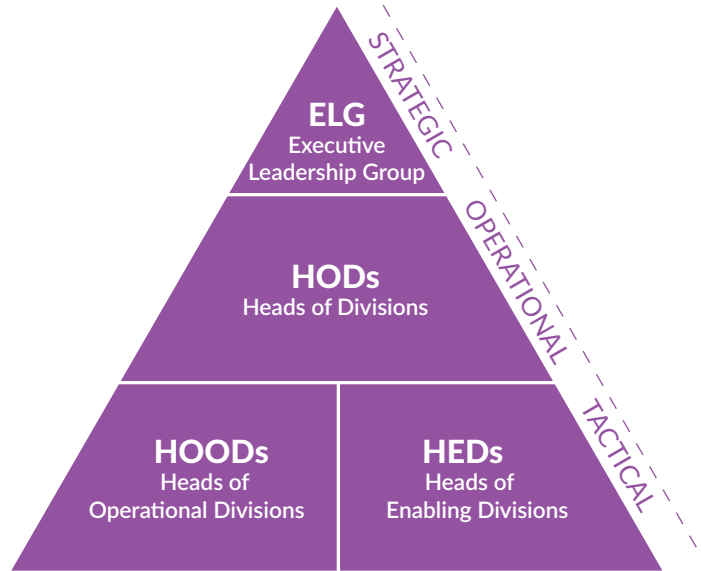 ELG
Executive
Leadership Group
STRATEGIC
HODs
Heads of Divisions
OPERATIONAL
HOODs
Heads of
Operational Divisions
HEDs
Heads of
Enabling Divisions
TACTICAL